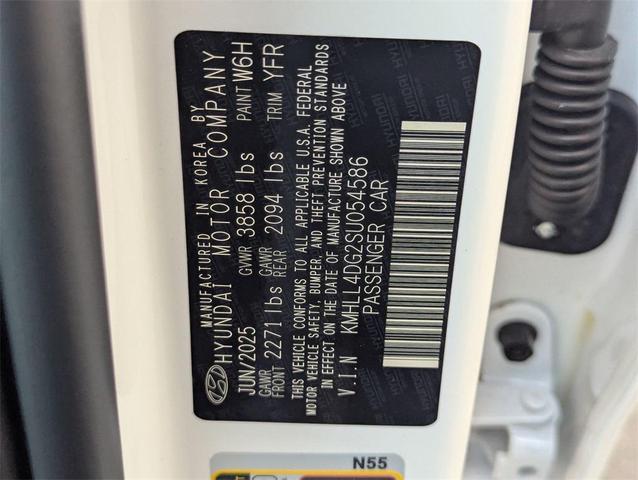 MANUFACTURED IN KOREA BY
HYUNDAI MOTOR COMPANY
JUN/2025 GVWR 3858 lbs PAINT W6H
GAWR FRONT 2271 lbs GAWR REAR 2094 lbs TRIM YFR
THIS VEHICLE CONFORMS TO ALL APPLICABLE U.S.A. FEDERAL
MOTOR VEHICLE SAFETY, BUMPER, AND THEFT PREVENTION STANDARDS
IN EFFECT ON THE DATE OF MANUFACTURE SHOWN ABOVE
V.I.N KMHLL4DG2SU054586
PASSENGER CAR
N55